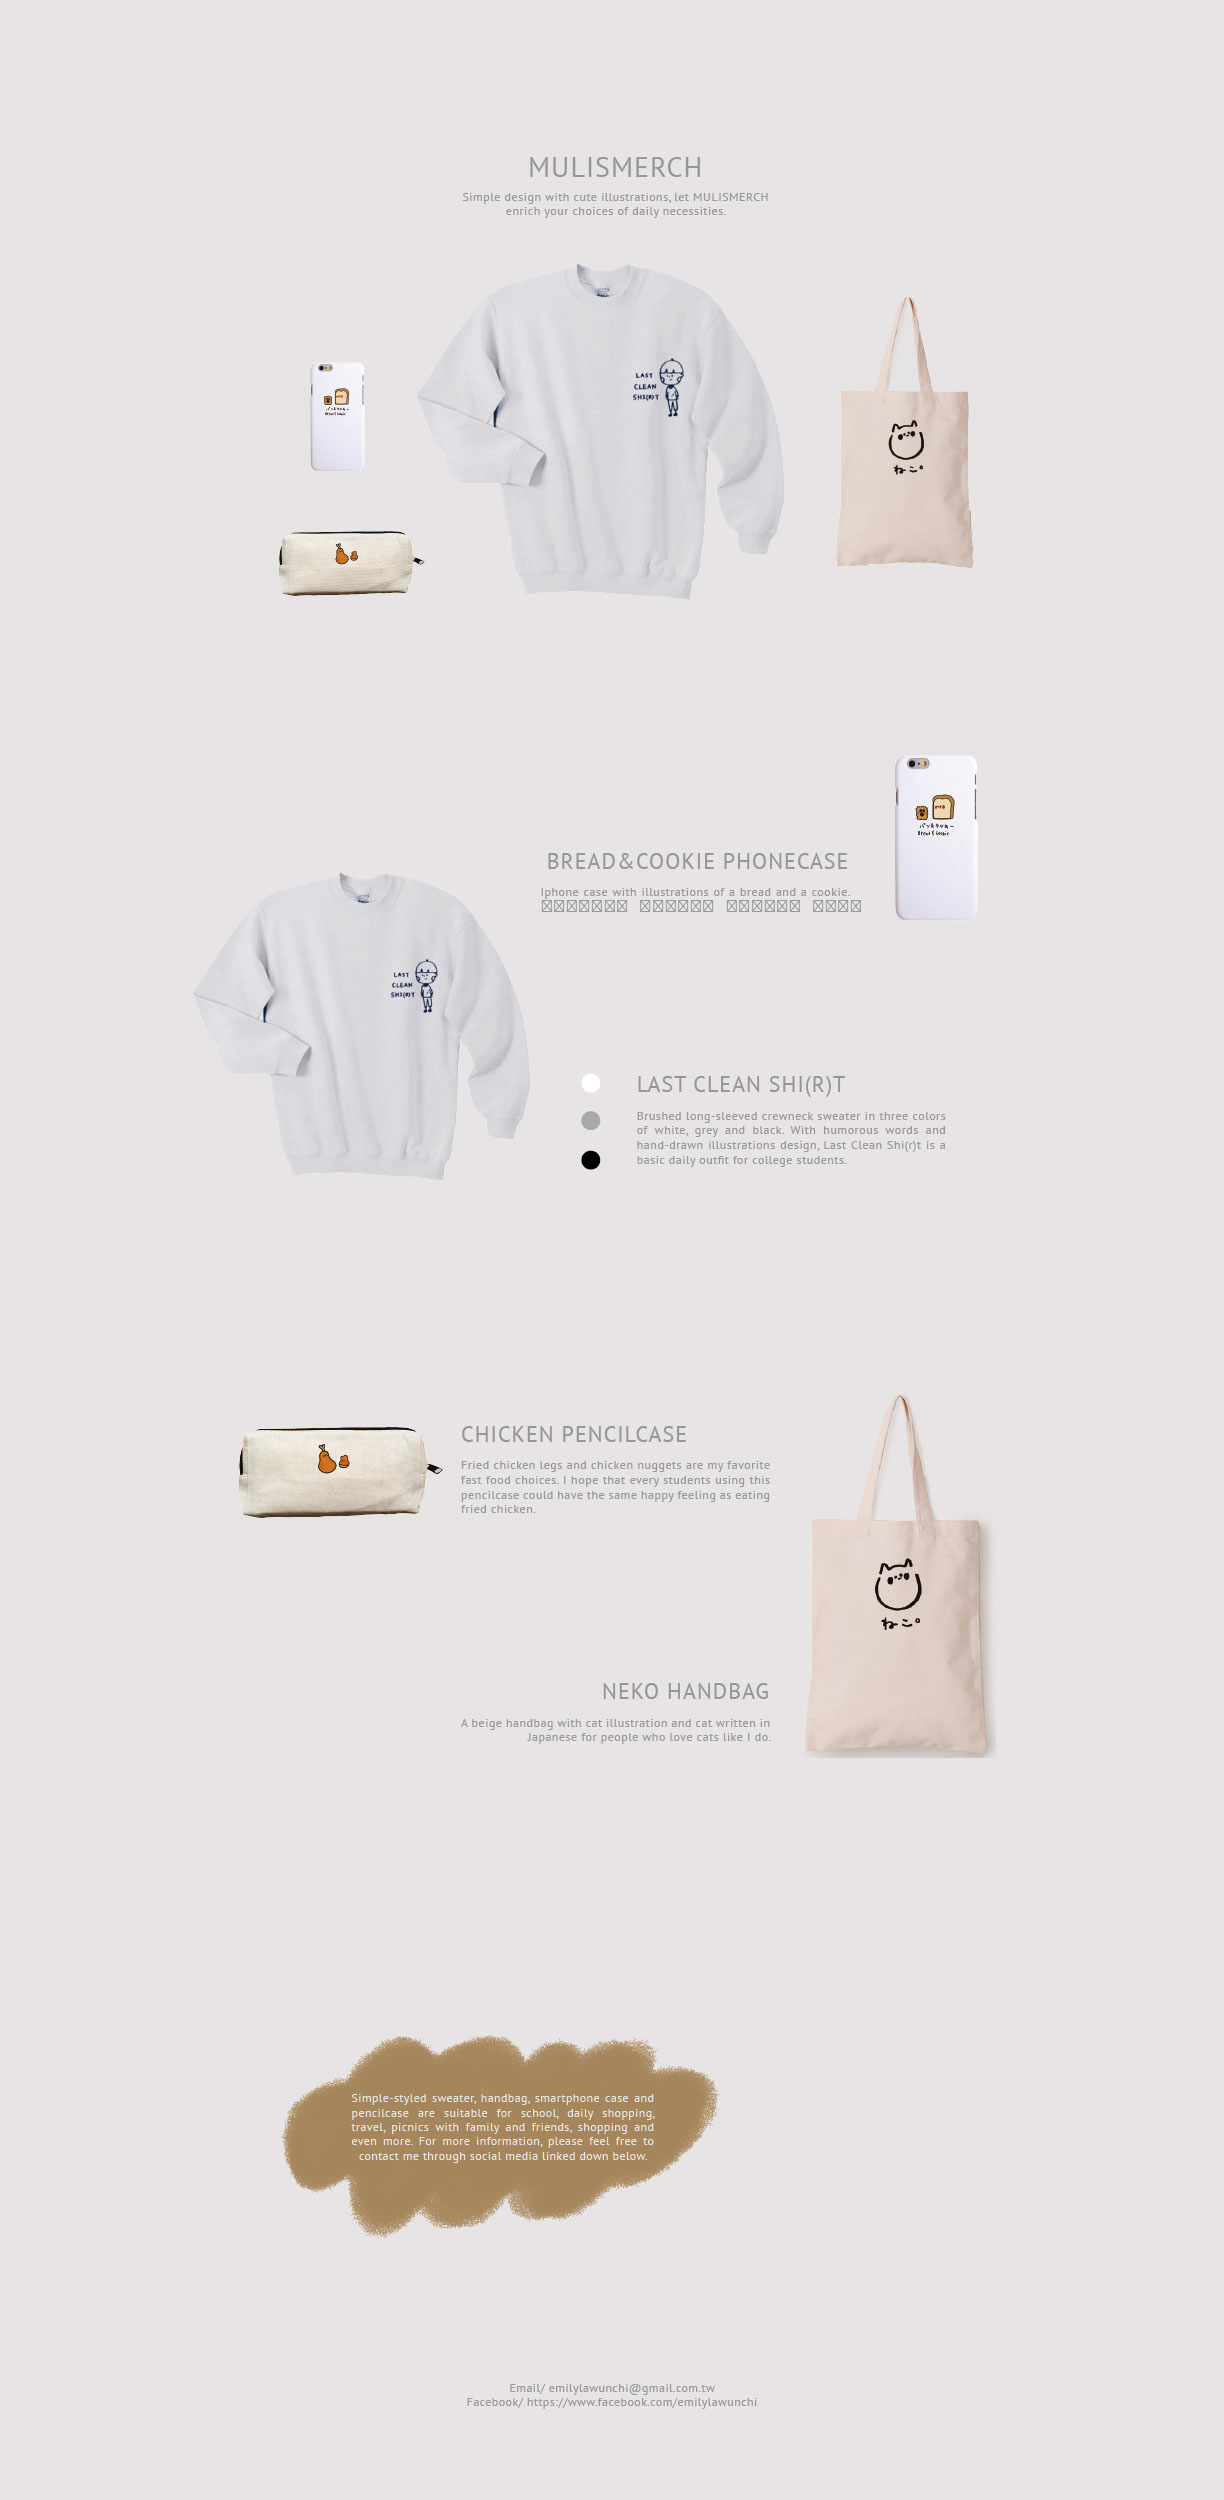 MULISMERCH
Simple design with cute illustrations, let MULISMERCH
enrich your choices of daily necessities.
LAST
CLEAN
SHI(R)T
ねこ。
BREAD&COOKIE PHONECASE
Iphone case with illustrations of a bread and a cookie.
パン&クッキー
Bread & Cookie
LAST
CLEAN
SHI(R)T
LAST CLEAN SHI(R)T
Brushed long-sleeved crewneck sweater in three colors
of white, grey and black. With humorous words and
hand-drawn illustrations design, Last Clean Shi(r)t is a
basic daily outfit for college students.
CHICKEN PENCILCASE
Fried chicken legs and chicken nuggets are my favorite
fast food choices. I hope that every students using this
pencilcase could have the same happy feeling as eating
fried chicken.
ねこ。
NEKO HANDBAG
A beige handbag with cat illustration and cat written in
Japanese for people who love cats like I do.
Simple-styled sweater, handbag, smartphone case and
pencilcase are suitable for school, daily shopping,
travel, picnics with family and friends, shopping and
even more. For more information, please feel free to
contact me through social media linked down below.
Email/ emilylawunchi@gmail.com.tw
Facebook/ https://www.facebook.com/emilylawunchi